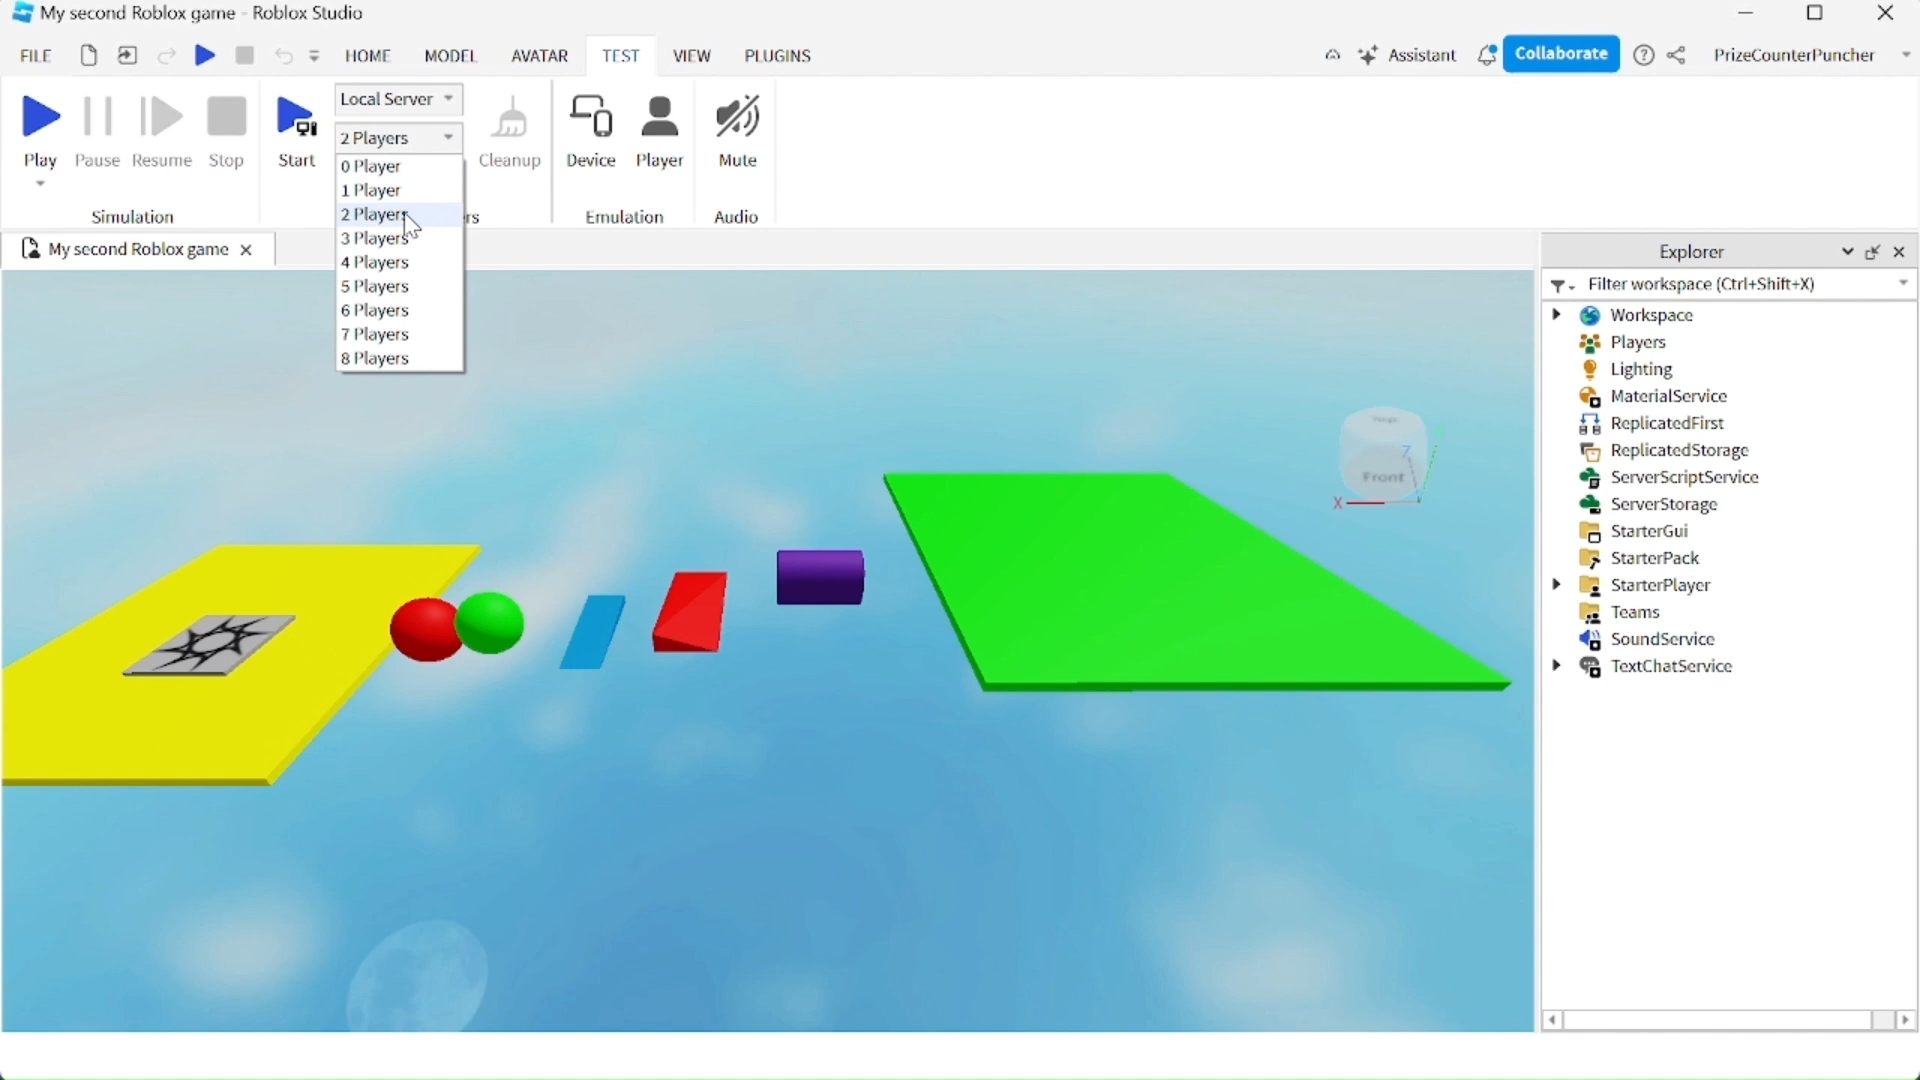 My second Roblox game - Roblox Studio
FILE HOME MODEL AVATAR TEST VIEW PLUGINS Assistant Collaborate PrizeCounterPuncher
Local Server
2 Players
Play Pause Resume Stop Start Cleanup Device Player Mute
0 Player
1 Player
2 Players
3 Players
4 Players
5 Players
6 Players
7 Players
8 Players
Simulation rs Emulation Audio
My second Roblox game
Explorer
Filter workspace (Ctrl+Shift+X)
Workspace
Players
Lighting
MaterialService
ReplicatedFirst
ReplicatedStorage
ServerScriptService
ServerStorage
StarterGui
StarterPack
StarterPlayer
Teams
SoundService
TextChatService
Front
X
Z